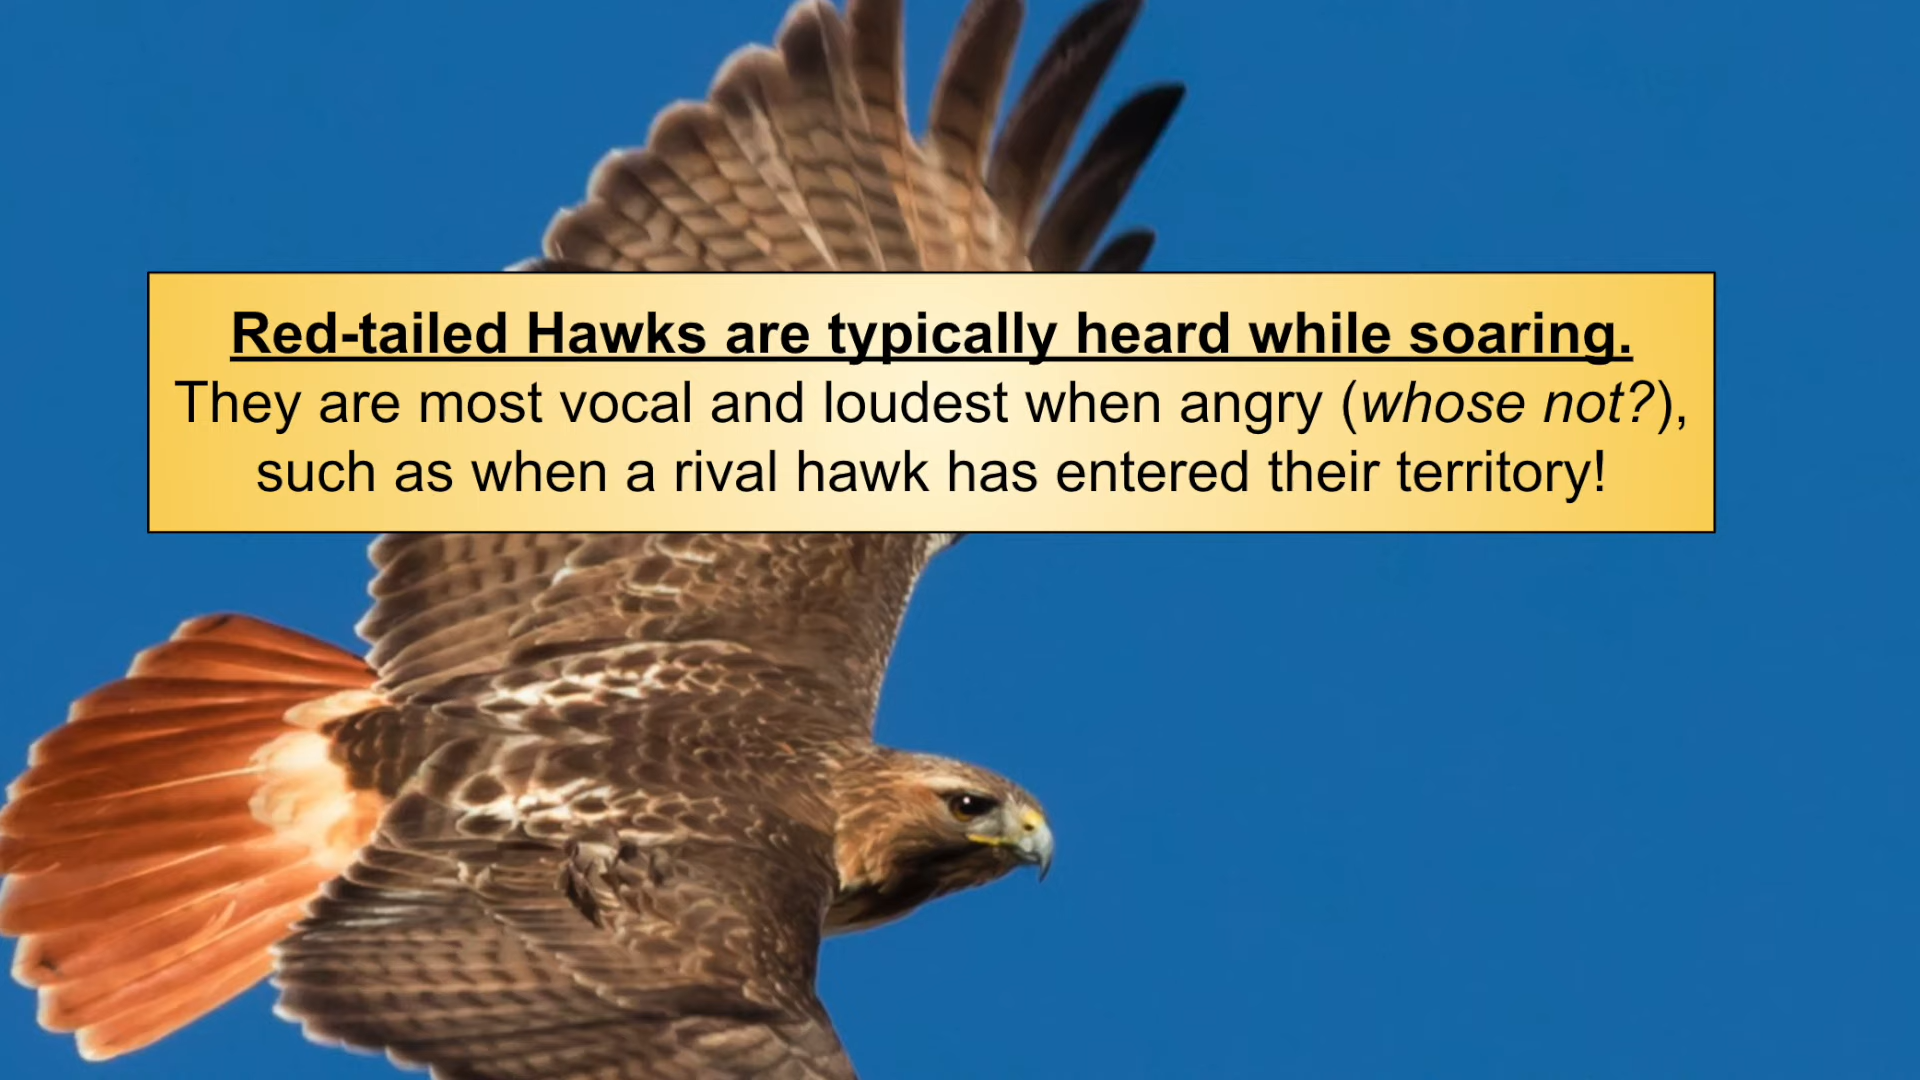 Red-tailed Hawks are typically heard while soaring.
They are most vocal and loudest when angry (whose not?),
such as when a rival hawk has entered their territory!